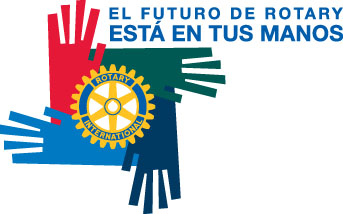 EL FUTURO DE ROTARY
ESTÁ EN TUS MANOS
ROTARY
INTERNATIONAL